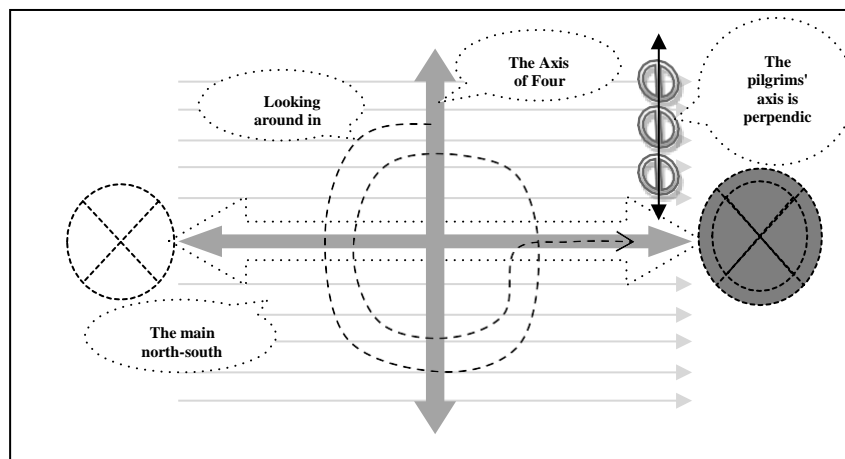 The Axis
of Four
The
pilgrims'
axis is
perpendic
Looking
around in
The main
north-south